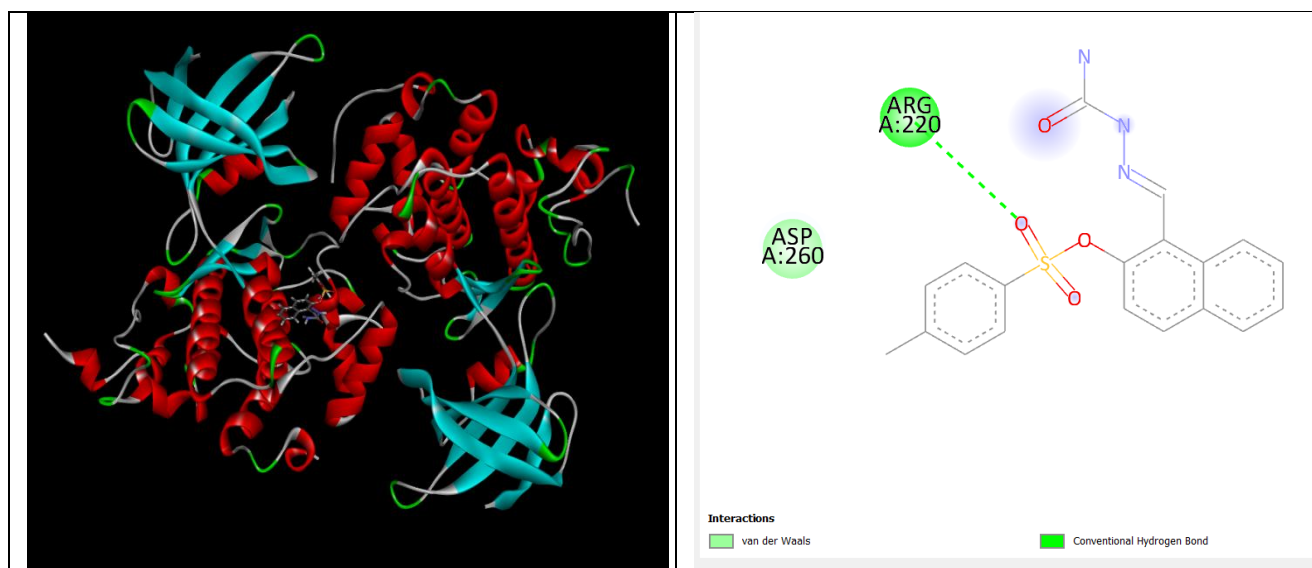 N
ARG
A:220
O
N
N
ASP
A:260
O
O
S
O
Interactions
van der Waals
Conventional Hydrogen Bond